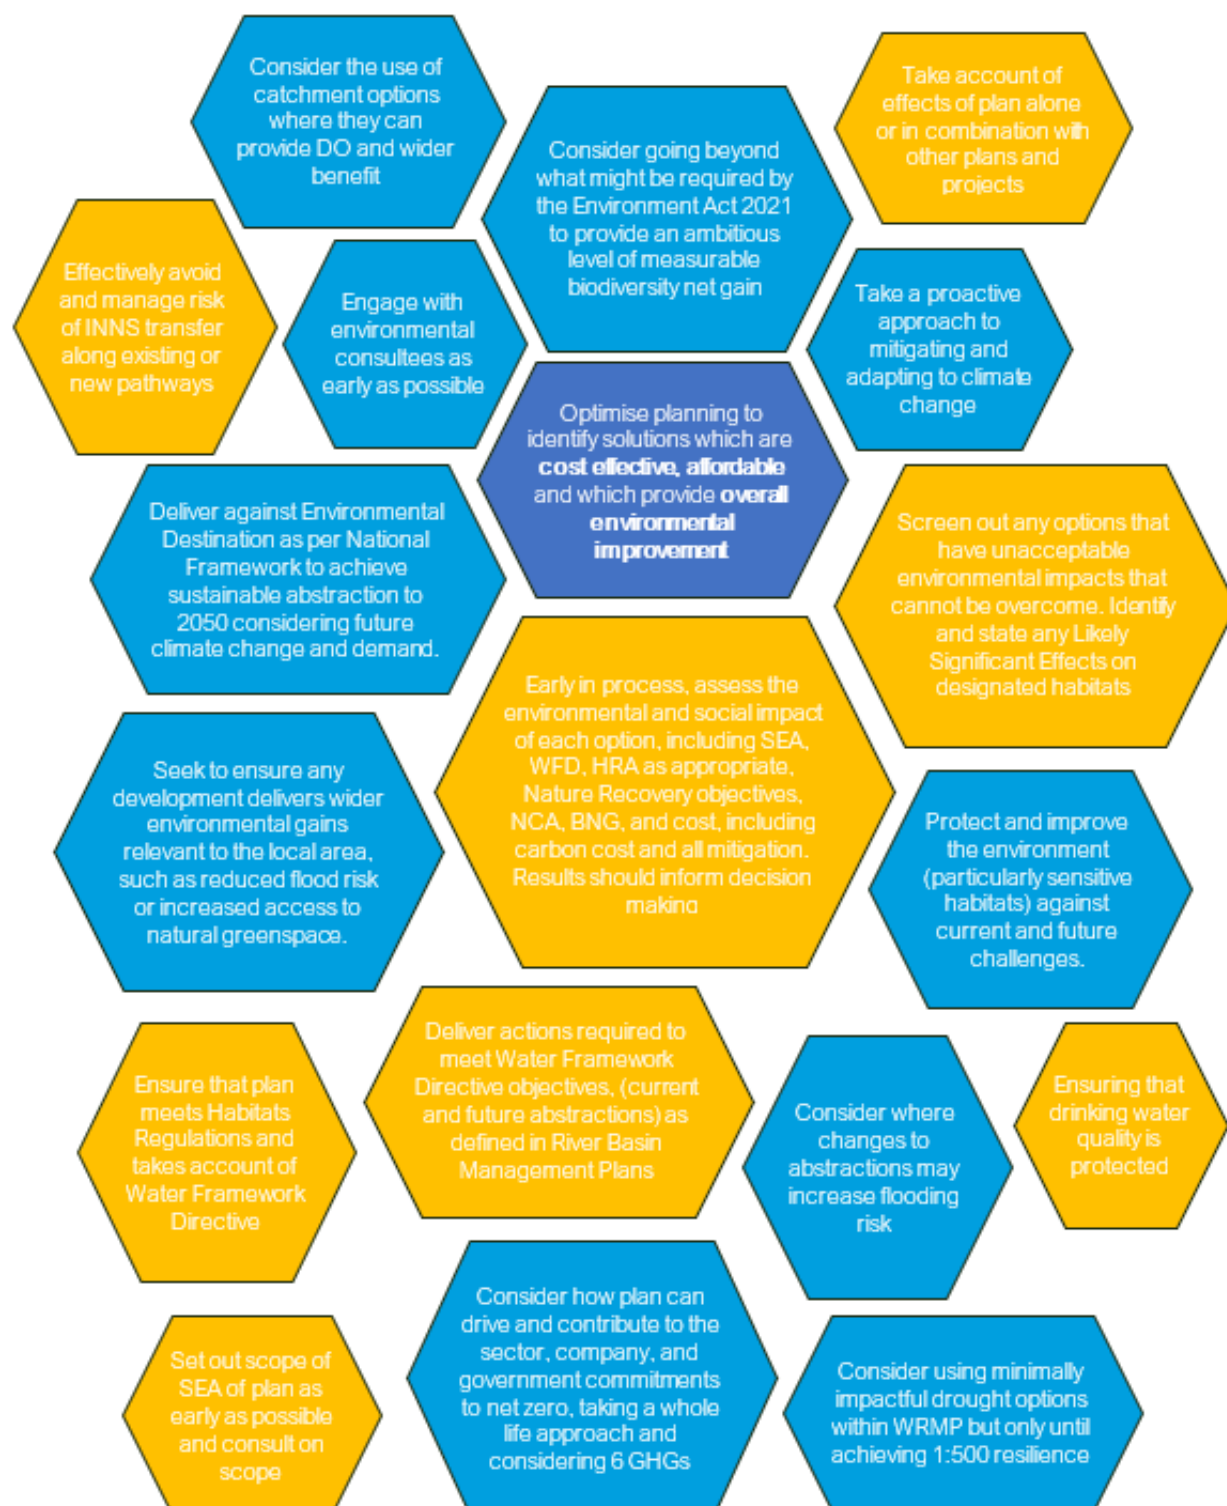 Consider the use of
catchment options
where they can
provide DO and wider
benefit
Consider going beyond
what might be required by
the Environment Act 2021
to provide an ambitious
level of measurable
biodiversity net gain
Take account of
effects of plan alone
or in combination with
other plans and
projects
Effectively avoid
and manage risk
of INNS transfer
along existing or
new pathways
Engage with
environmental
consultees as
early as possible
Take a proactive
approach to
mitigating and
adapting to climate
change
Optimise planning to
identify solutions which are
cost effective, affordable
and which provide overall
environmental
improvement
Deliver against Environmental
Destination as per National
Framework to achieve
sustainable abstraction to
2050 considering future
climate change and demand.
Screen out any options that
have unacceptable
environmental impacts that
cannot be overcome. Identify
and state any Likely
Significant Effects on
designated habitats
Early in process, assess the
environmental and social impact
of each option, including SEA,
WFD, HRA as appropriate,
Nature Recovery objectives,
NCA, BNG, and cost, including
carbon cost and all mitigation.
Results should inform decision
making
Seek to ensure any
development delivers wider
environmental gains
relevant to the local area,
such as reduced flood risk
or increased access to
natural greenspace.
Protect and improve
the environment
(particularly sensitive
habitats) against
current and future
challenges.
Deliver actions required to
meet Water Framework
Directive objectives, (current
and future abstractions) as
defined in River Basin
Management Plans
Ensure that plan
meets Habitats
Regulations and
takes account of
Water Framework
Directive
Consider where
changes to
abstractions may
increase flooding
risk
Ensuring that
drinking water
quality is
protected
Consider how plan can
drive and contribute to the
sector, company, and
government commitments
to net zero, taking a whole
life approach and
considering 6 GHGs
Set out scope of
SEA of plan as
early as possible
and consult on
scope
Consider using minimally
impactful drought options
within WRMP but only until
achieving 1:500 resilience